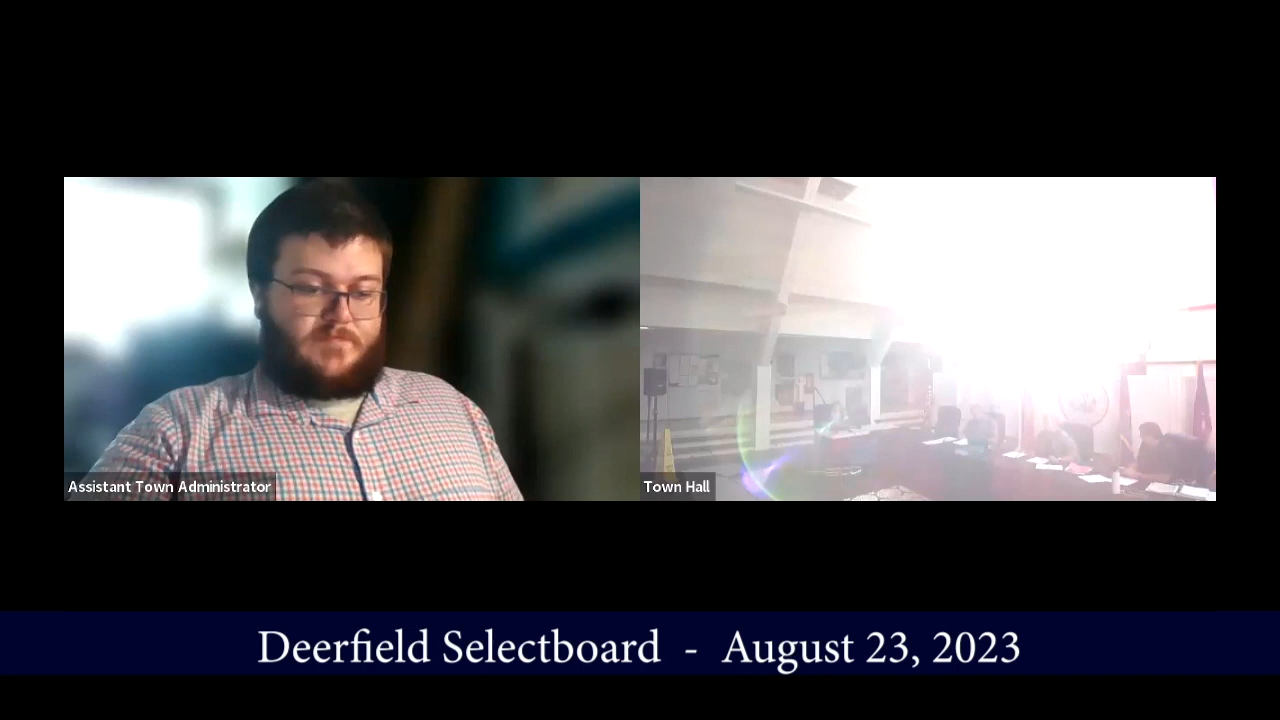 Assistant Town Administrator
Town Hall
Deerfield Selectboard - August 23, 2023